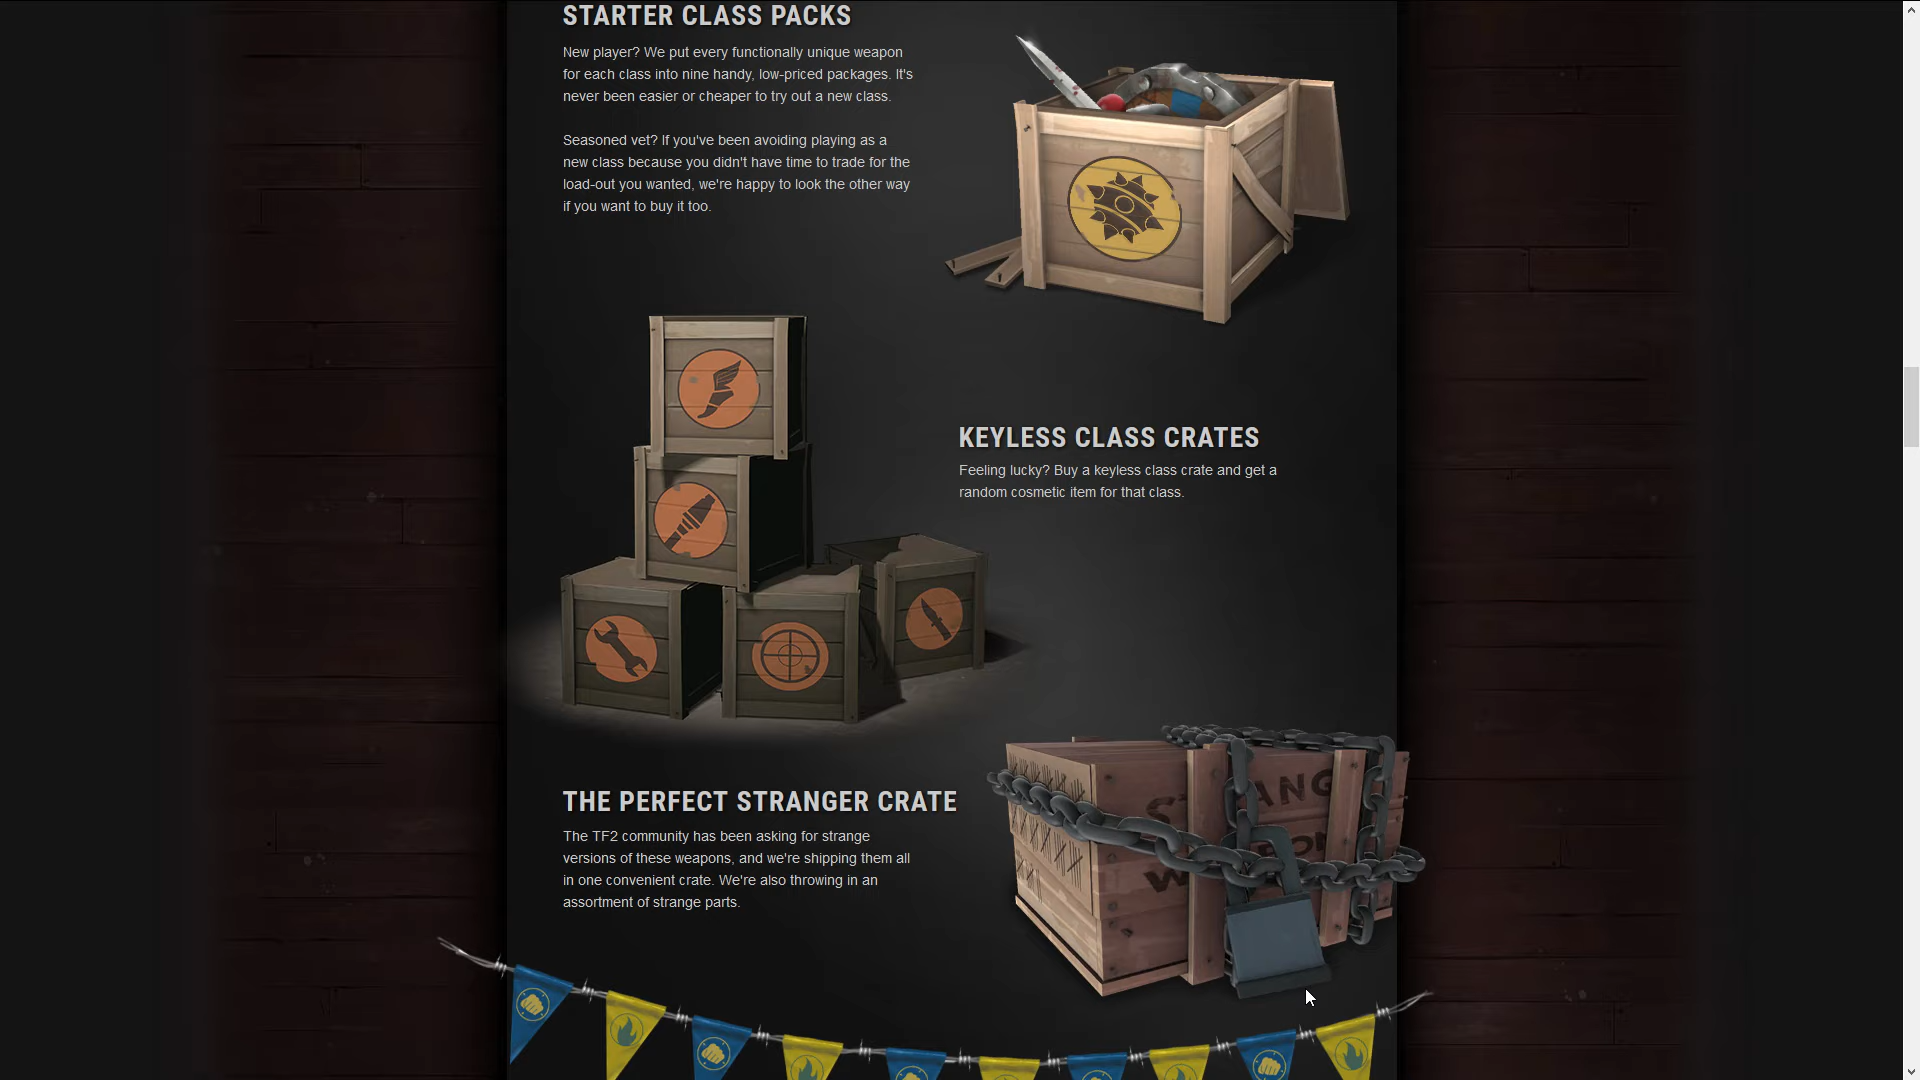 STARTER CLASS PACKS
New player? We put every functionally unique weapon
for each class into nine handy, low-priced packages. It's
never been easier or cheaper to try out a new class.
Seasoned vet? If you've been avoiding playing as a
new class because you didn't have time to trade for the
load-out you wanted, we're happy to look the other way
if you want to buy it too.
KEYLESS CLASS CRATES
Feeling lucky? Buy a keyless class crate and get a
random cosmetic item for that class.
THE PERFECT STRANGER CRATE
The TF2 community has been asking for strange
versions of these weapons, and we're shipping them all
in one convenient crate. We're also throwing in an
assortment of strange parts.